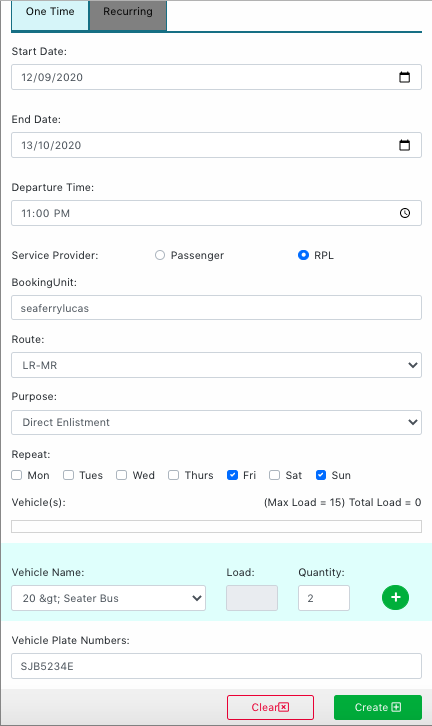 One Time Recurring
Start Date:
12/09/2020
End Date:
13/10/2020
Departure Time:
11:00 PM
Service Provider: Passenger RPL
BookingUnit:
seaferrylucas
Route:
LR-MR
Purpose:
Direct Enlistment
Repeat:
Mon Tues Wed Thurs Fri Sat Sun
Vehicle(s): (Max Load = 15) Total Load = 0
Vehicle Name: Load: Quantity:
20 &gt; Seater Bus 2
Vehicle Plate Numbers:
SJB5234E
Clear Create